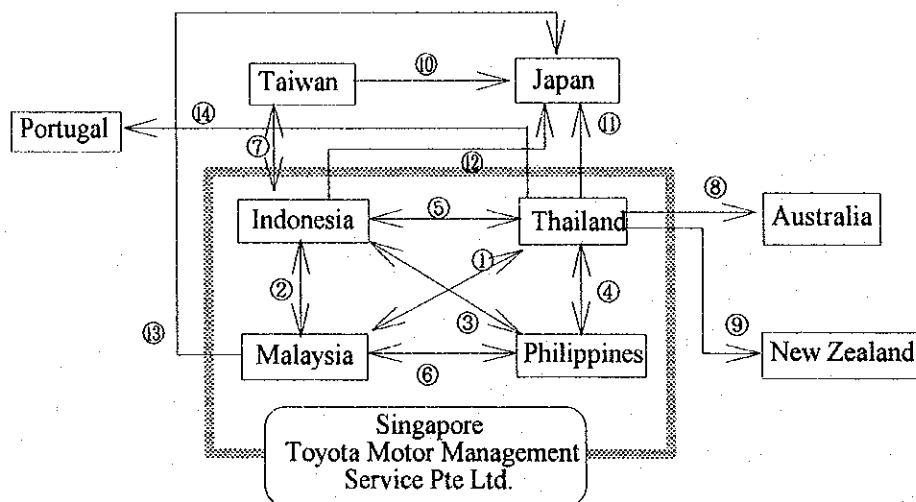 ⑩
Taiwan
Japan
⑭
⑪
Portugal
⑦
⑫
⑧
⑤
Indonesia
Thailand
Australia
①
②
④
③
⑨
⑬
Malaysia
Philippines
New Zealand
⑥
Singapore
Toyota Motor Management
Service Pte Ltd.